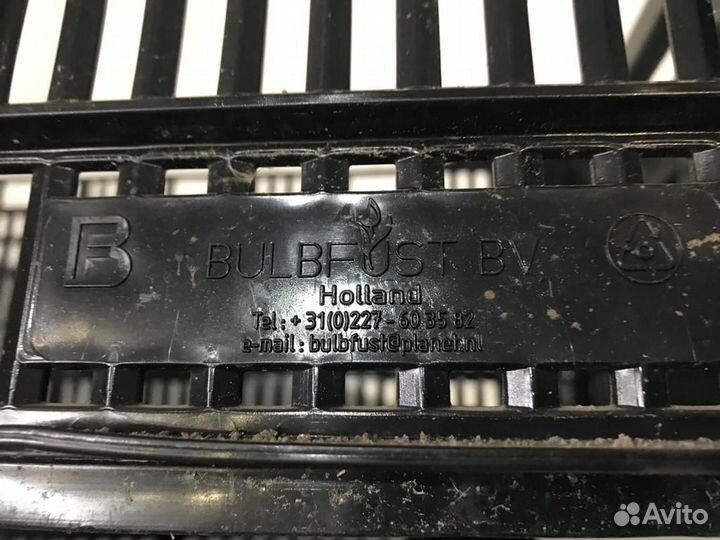 B
BULBFUST BV
Holland
Tel : + 31(0)227 - 60 35 82
e-mail : bulbfust@planet.nl
Avito